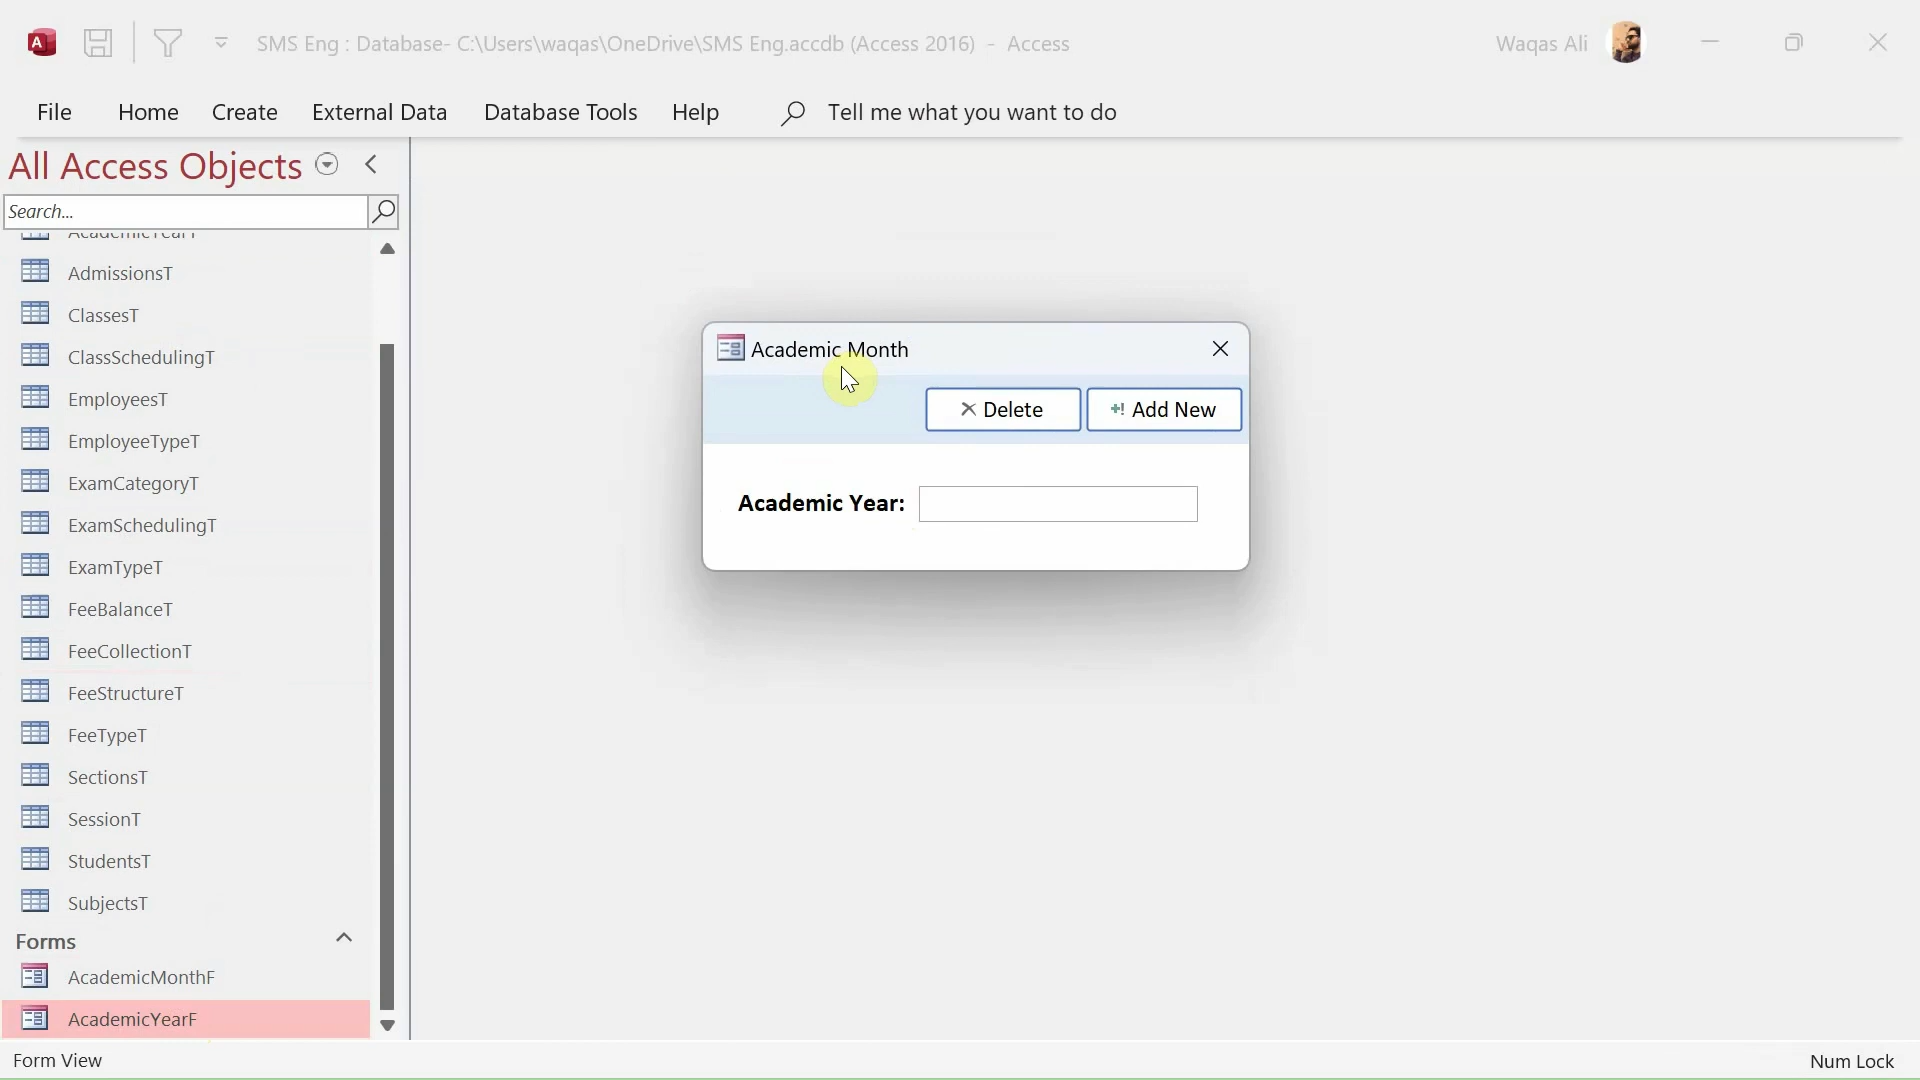 A
SMS Eng : Database- C:\Users\waqas\OneDrive\SMS Eng.accdb (Access 2016) - Access
Waqas Ali
File Home Create External Data Database Tools Help Tell me what you want to do
All Access Objects
Search...
AcademicYearT
AdmissionsT
ClassesT
ClassSchedulingT
EmployeesT
EmployeeTypeT
ExamCategoryT
ExamSchedulingT
ExamTypeT
FeeBalanceT
FeeCollectionT
FeeStructureT
FeeTypeT
SectionsT
SessionT
StudentsT
SubjectsT
Forms
AcademicMonthF
AcademicYearF
Academic Month
Delete Add New
Academic Year:
Form View
Num Lock